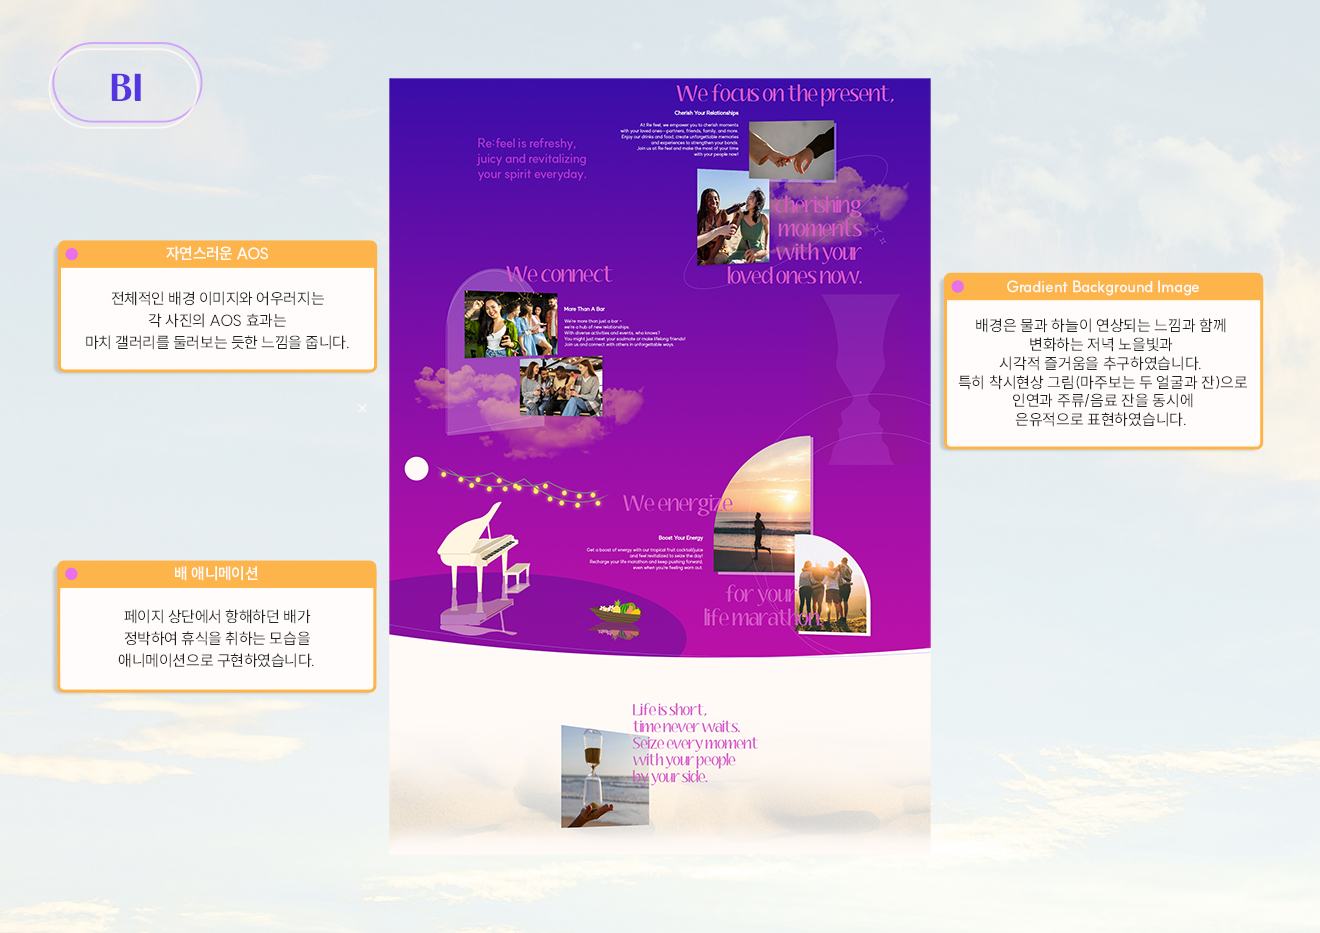 BI
We focus on the present,
Cherish Your Relationships
At Re:feel, we empower you to cherish moments
with your loved ones—partners, friends, family, and more.
Enjoy our drinks and food, create unforgettable memories
and experiences to strengthen your bonds.
Join us at Re-feel and make the most of your time
with your people now!
Re:feel is refreshy,
juicy and revitalizing
your spirit everyday.
cherishing
moments
with your
loved ones now.
자연스러운 AOS
전체적인 배경 이미지와 어우러지는
각 사진의 AOS 효과는
마치 갤러리를 둘러보는 듯한 느낌을 줍니다.
We connect
More Than A Bar
We're more than just a bar –
we're a hub of new relationships.
With diverse activities and events, who knows?
You might just meet your soulmate or make lifelong friends!
Join us and connect with others in unforgettable ways.
Gradient Background Image
배경은 물과 하늘이 연상되는 느낌과 함께
변화하는 저녁 노을빛과
시각적 즐거움을 추구하였습니다.
특히 착시현상 그림(마주보는 두 얼굴과 잔)으로
인연과 주류/음료 잔을 동시에
은유적으로 표현하였습니다.
We energize
Boost Your Energy
Get a boost of energy with our tropical fruit cocktail/juice
and feel revitalized to seize the day!
Recharge your life marathon and keep pushing forward,
even when you're feeling worn out.
for your
life marathon.
배 애니메이션
페이지 상단에서 항해하던 배가
정박하여 휴식을 취하는 모습을
애니메이션으로 구현하였습니다.
Life is short,
time never waits.
Seize every moment
with your people
by your side.